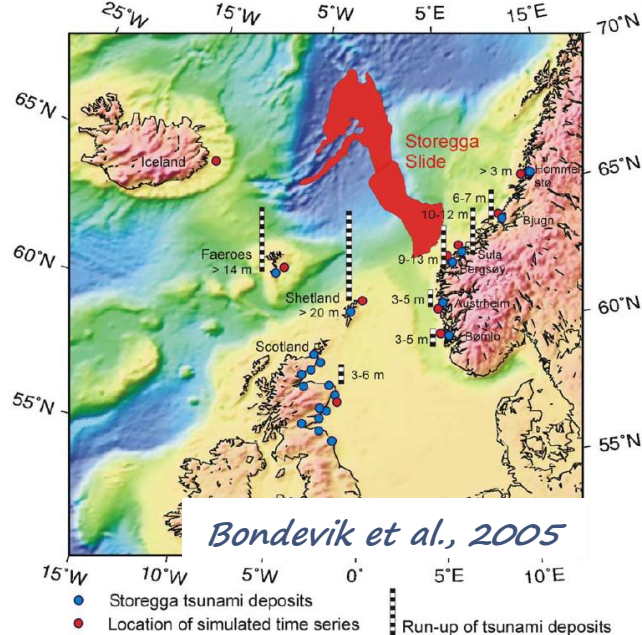 25°W 15°W 5°W 5°E 15°E
70°N
65°N
65°N
60°N
60°N
55°N
55°N
Storegga
Slide
Iceland
> 3 m
Hommel-
stø
6-7 m
Bjugn
10-12 m
Sula
9-13 m
Bergsøy
Faeroes
> 14 m
Shetland
> 20 m
3-5 m
Austrheim
3-5 m
Bømlo
Scotland
3-6 m
Bondevik et al., 2005
15°W 10°W 5°W 0° 5°E 10°E
Storegga tsunami deposits
Location of simulated time series
Run-up of tsunami deposits